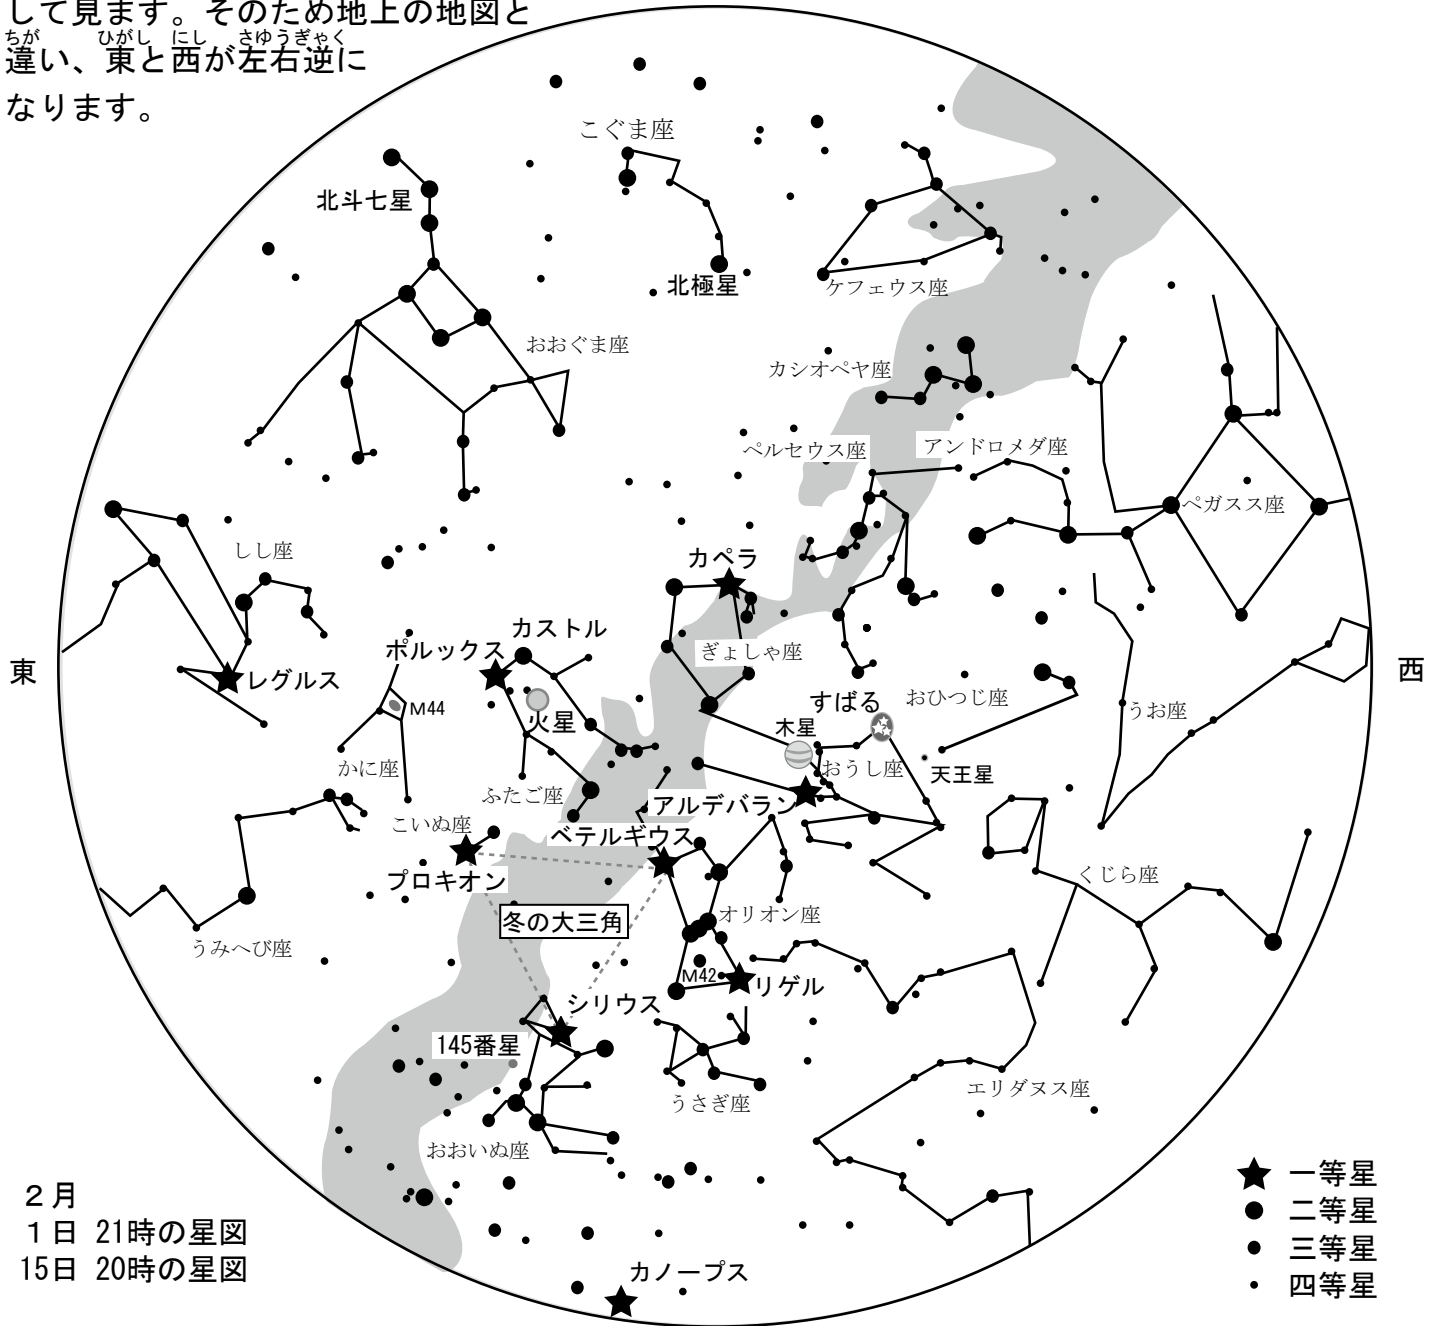 して見ます。そのため地上の地図と
ちが ひがし にし さゆうぎゃく
違い、東と西が左右逆に
なります。
こぐま座
北斗七星
北極星
ケフェウス座
おおぐま座
カシオペヤ座
ペルセウス座
アンドロメダ座
ペガスス座
しし座
カペラ
カストル
ポルックス
ぎょしゃ座
東
西
レグルス
M44
火星
すばる
おひつじ座
うお座
木星
かに座
おうし座
天王星
ふたご座
アルデバラン
こいぬ座
ベテルギウス
プロキオン
くじら座
冬の大三角
オリオン座
うみへび座
M42
リゲル
シリウス
145番星
うさぎ座
エリダヌス座
おおいぬ座
カノープス
2月
1日 21時の星図
15日 20時の星図
一等星
二等星
三等星
四等星